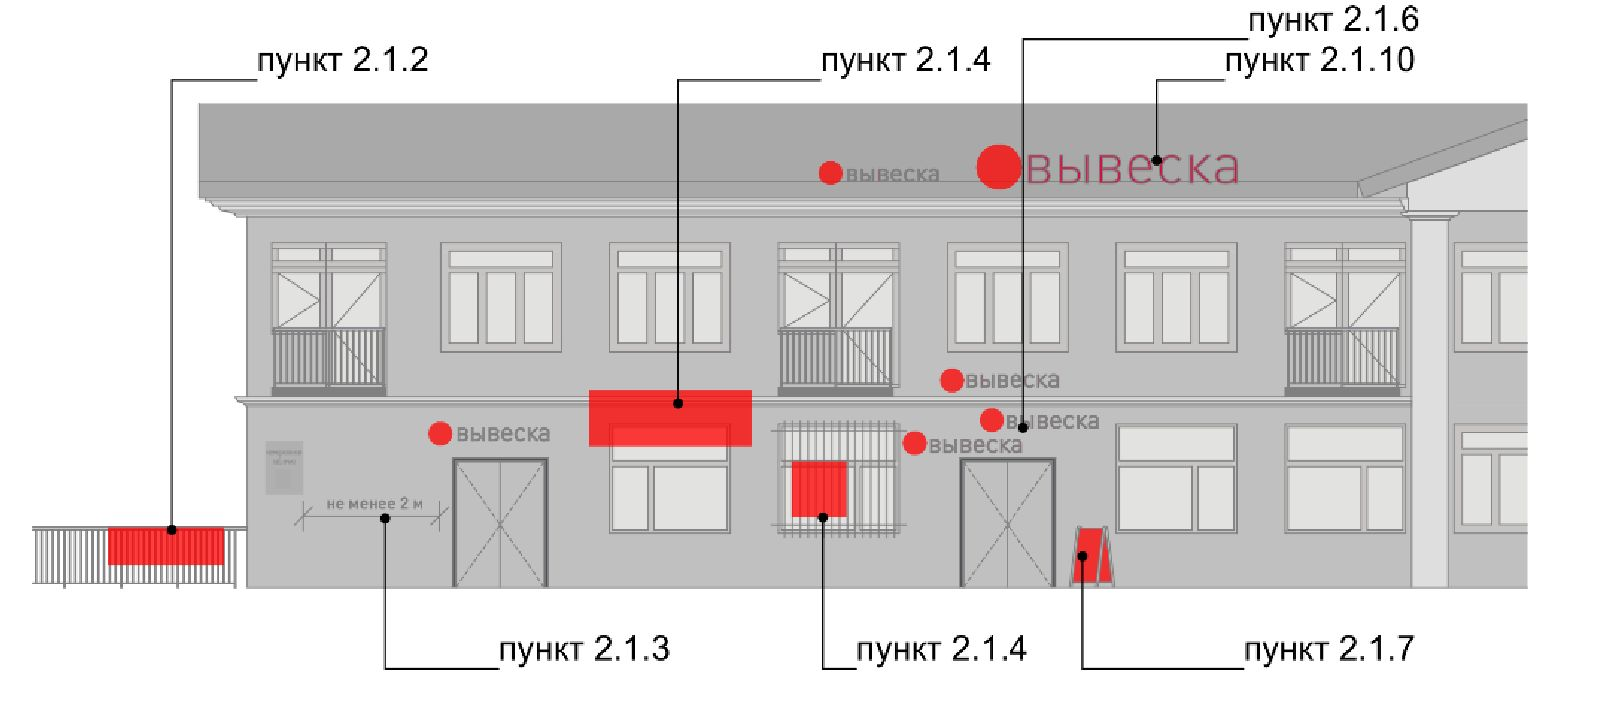 пункт 2.1.6
пункт 2.1.2
пункт 2.1.4
пункт 2.1.10
вывеска
вывеска
вывеска
вывеска
вывеска
вывеска
не менее 2 м
пункт 2.1.3
пункт 2.1.4
пункт 2.1.7